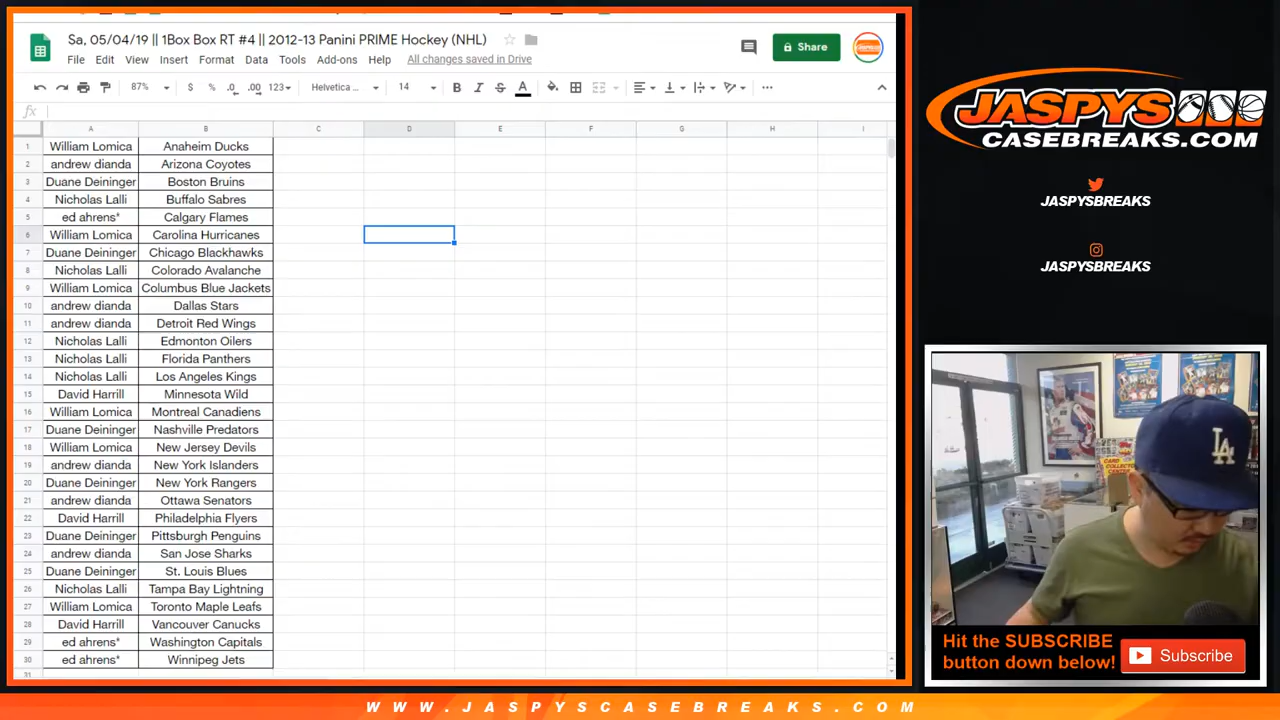 Sa, 05/04/19 || 1Box Box RT #4 || 2012-13 Panini PRIME Hockey (NHL)
Share
File Edit View Insert Format Data Tools Add-ons Help All changes saved in Drive
87% $ % .0 .00 123 Helvetica ... 14 B I S A
fx
A B C D E F G H I
1 William Lomica Anaheim Ducks
2 andrew dianda Arizona Coyotes
3 Duane Deininger Boston Bruins
4 Nicholas Lalli Buffalo Sabres
5 ed ahrens* Calgary Flames
6 William Lomica Carolina Hurricanes
7 Duane Deininger Chicago Blackhawks
8 Nicholas Lalli Colorado Avalanche
9 William Lomica Columbus Blue Jackets
10 andrew dianda Dallas Stars
11 andrew dianda Detroit Red Wings
12 Nicholas Lalli Edmonton Oilers
13 Nicholas Lalli Florida Panthers
14 Nicholas Lalli Los Angeles Kings
15 David Harrill Minnesota Wild
16 William Lomica Montreal Canadiens
17 Duane Deininger Nashville Predators
18 William Lomica New Jersey Devils
19 andrew dianda New York Islanders
20 Duane Deininger New York Rangers
21 andrew dianda Ottawa Senators
22 David Harrill Philadelphia Flyers
23 Duane Deininger Pittsburgh Penguins
24 andrew dianda San Jose Sharks
25 Duane Deininger St. Louis Blues
26 Nicholas Lalli Tampa Bay Lightning
27 William Lomica Toronto Maple Leafs
28 David Harrill Vancouver Canucks
29 ed ahrens* Washington Capitals
30 ed ahrens* Winnipeg Jets
JASPYS
CASEBREAKS.COM
JASPYSBREAKS
JASPYSBREAKS
LA
Hit the SUBSCRIBE
button down below!
Subscribe
WWW.JASPYSCASEBREAKS.COM